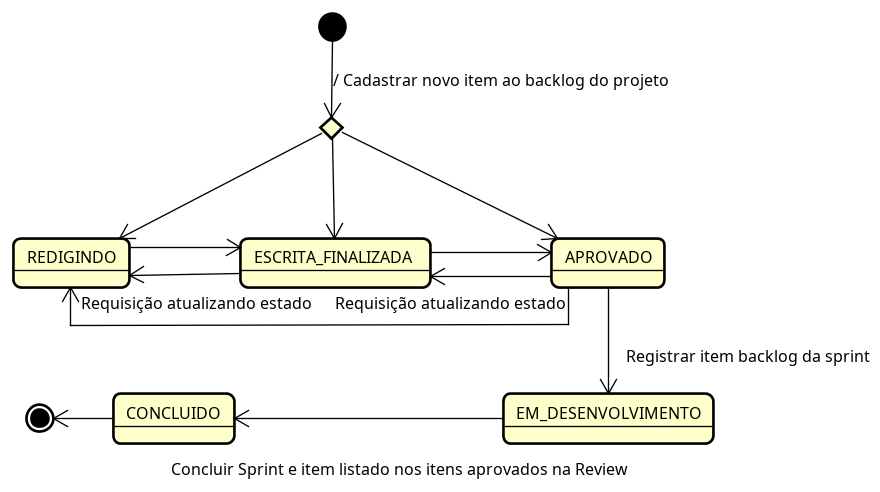 / Cadastrar novo item ao backlog do projeto
REDIGINDO
ESCRITA_FINALIZADA
APROVADO
Requisição atualizando estado
Requisição atualizando estado
Registrar item backlog da sprint
CONCLUIDO
EM_DESENVOLVIMENTO
Concluir Sprint e item listado nos itens aprovados na Review